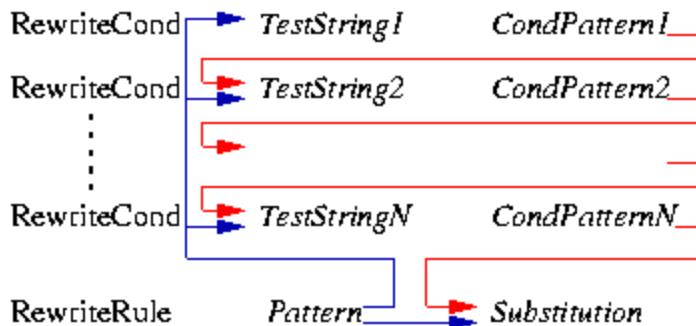 RewriteCond TestString1 CondPattern1
RewriteCond TestString2 CondPattern2
RewriteCond TestStringN CondPatternN
RewriteRule Pattern Substitution